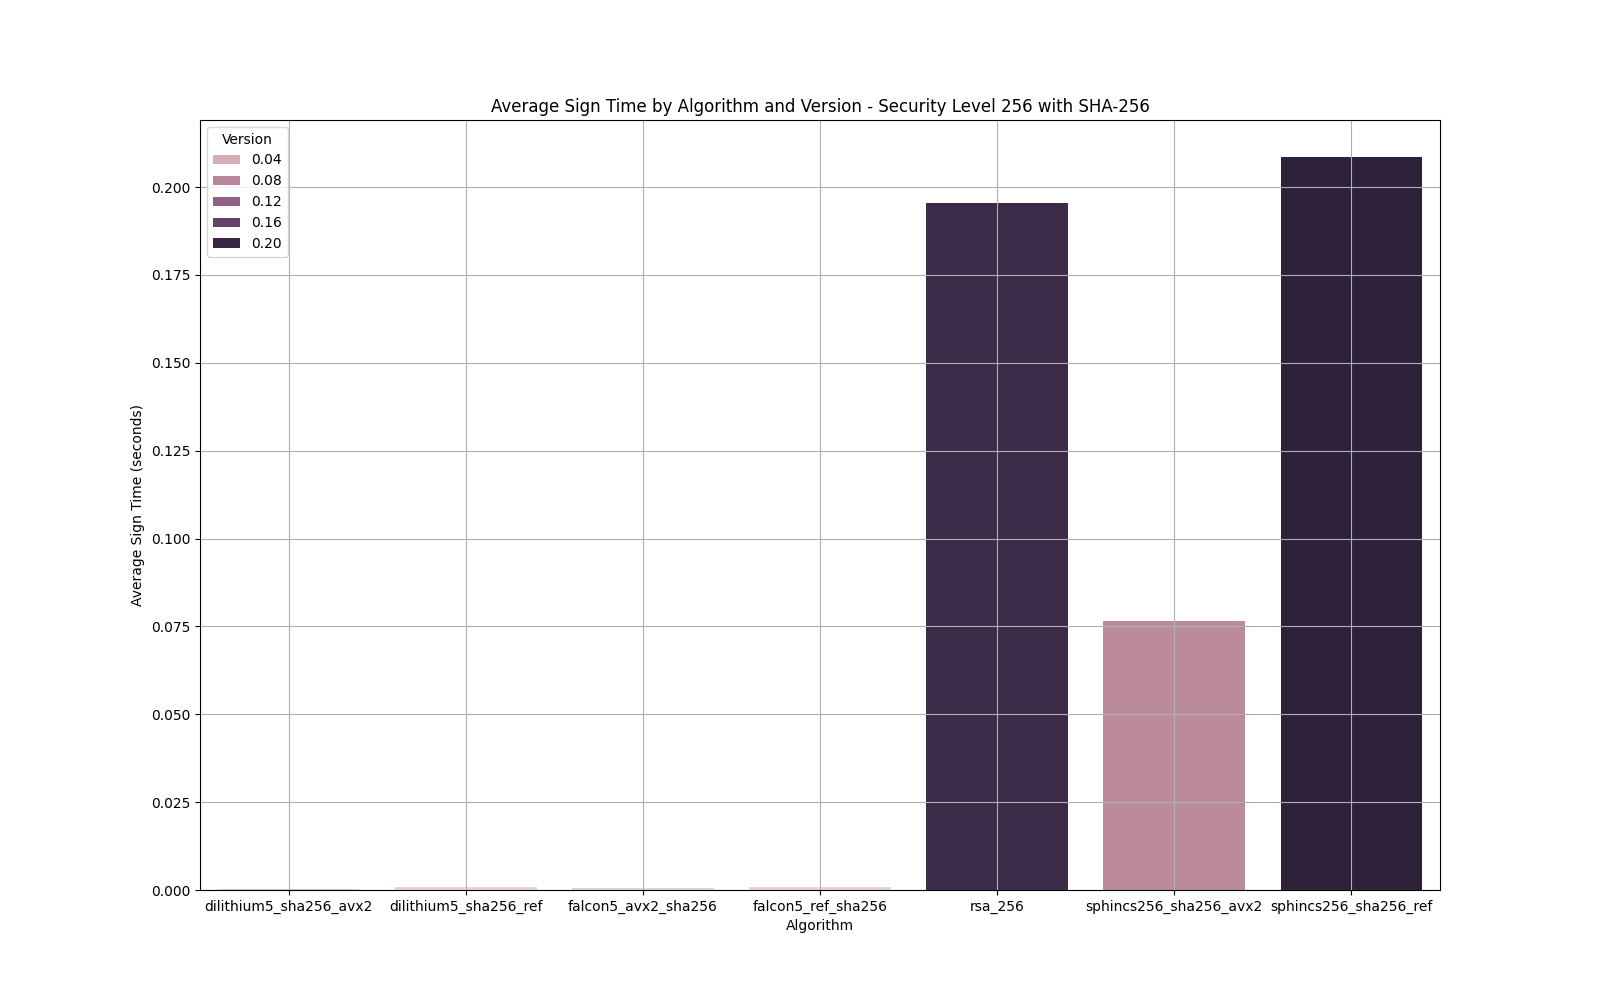 Average Sign Time by Algorithm and Version - Security Level 256 with SHA-256
Version
0.04
0.08
0.12
0.16
0.20
0.200
0.175
0.150
0.125
0.100
0.075
0.050
0.025
0.000
Average Sign Time (seconds)
dilithium5_sha256_avx2
dilithium5_sha256_ref
falcon5_avx2_sha256
falcon5_ref_sha256
rsa_256
sphincs256_sha256_avx2
sphincs256_sha256_ref
Algorithm